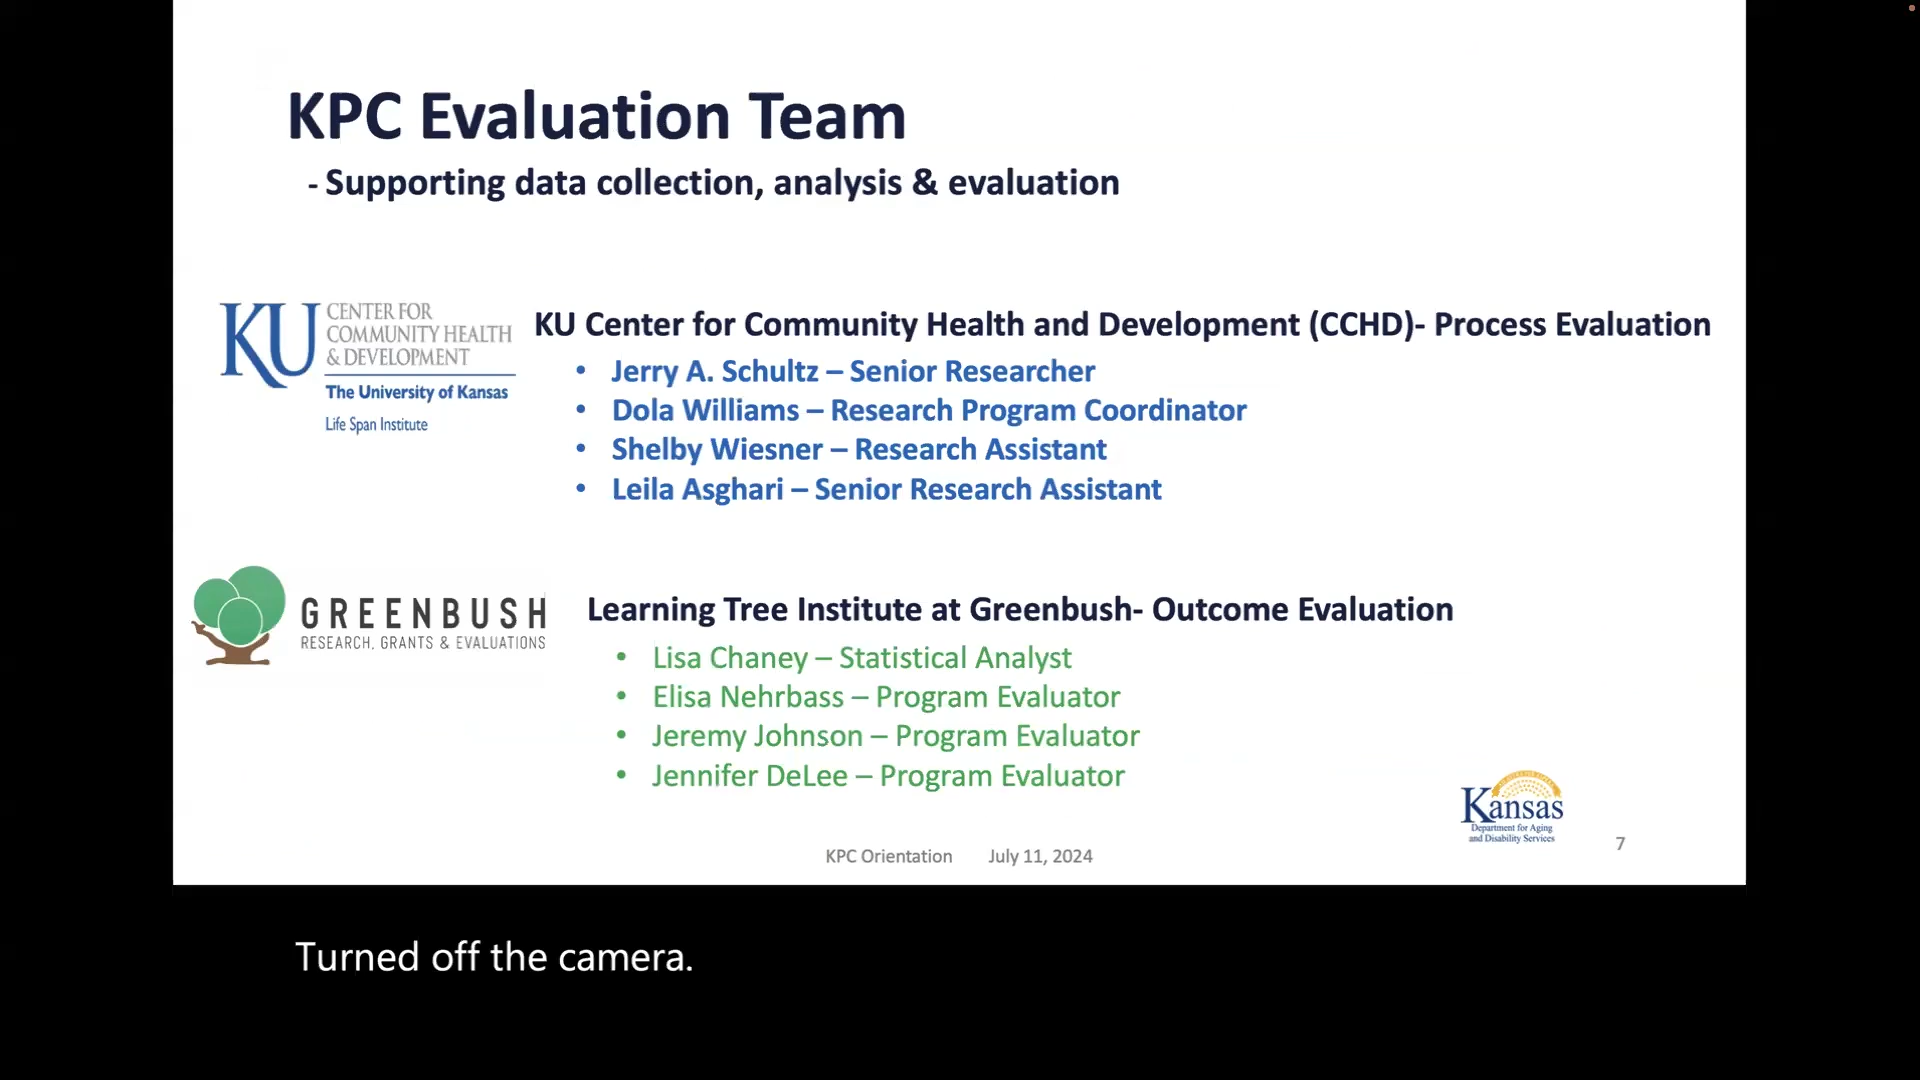 KPC Evaluation Team
- Supporting data collection, analysis & evaluation
KU CENTER FOR
COMMUNITY HEALTH
& DEVELOPMENT
The University of Kansas
Life Span Institute
KU Center for Community Health and Development (CCHD)- Process Evaluation
• Jerry A. Schultz – Senior Researcher
• Dola Williams – Research Program Coordinator
• Shelby Wiesner – Research Assistant
• Leila Asghari – Senior Research Assistant
GREENBUSH
RESEARCH, GRANTS & EVALUATIONS
Learning Tree Institute at Greenbush- Outcome Evaluation
• Lisa Chaney – Statistical Analyst
• Elisa Nehrbass – Program Evaluator
• Jeremy Johnson – Program Evaluator
• Jennifer DeLee – Program Evaluator
Kansas
Department for Aging
and Disability Services
KPC Orientation July 11, 2024
7
Turned off the camera.